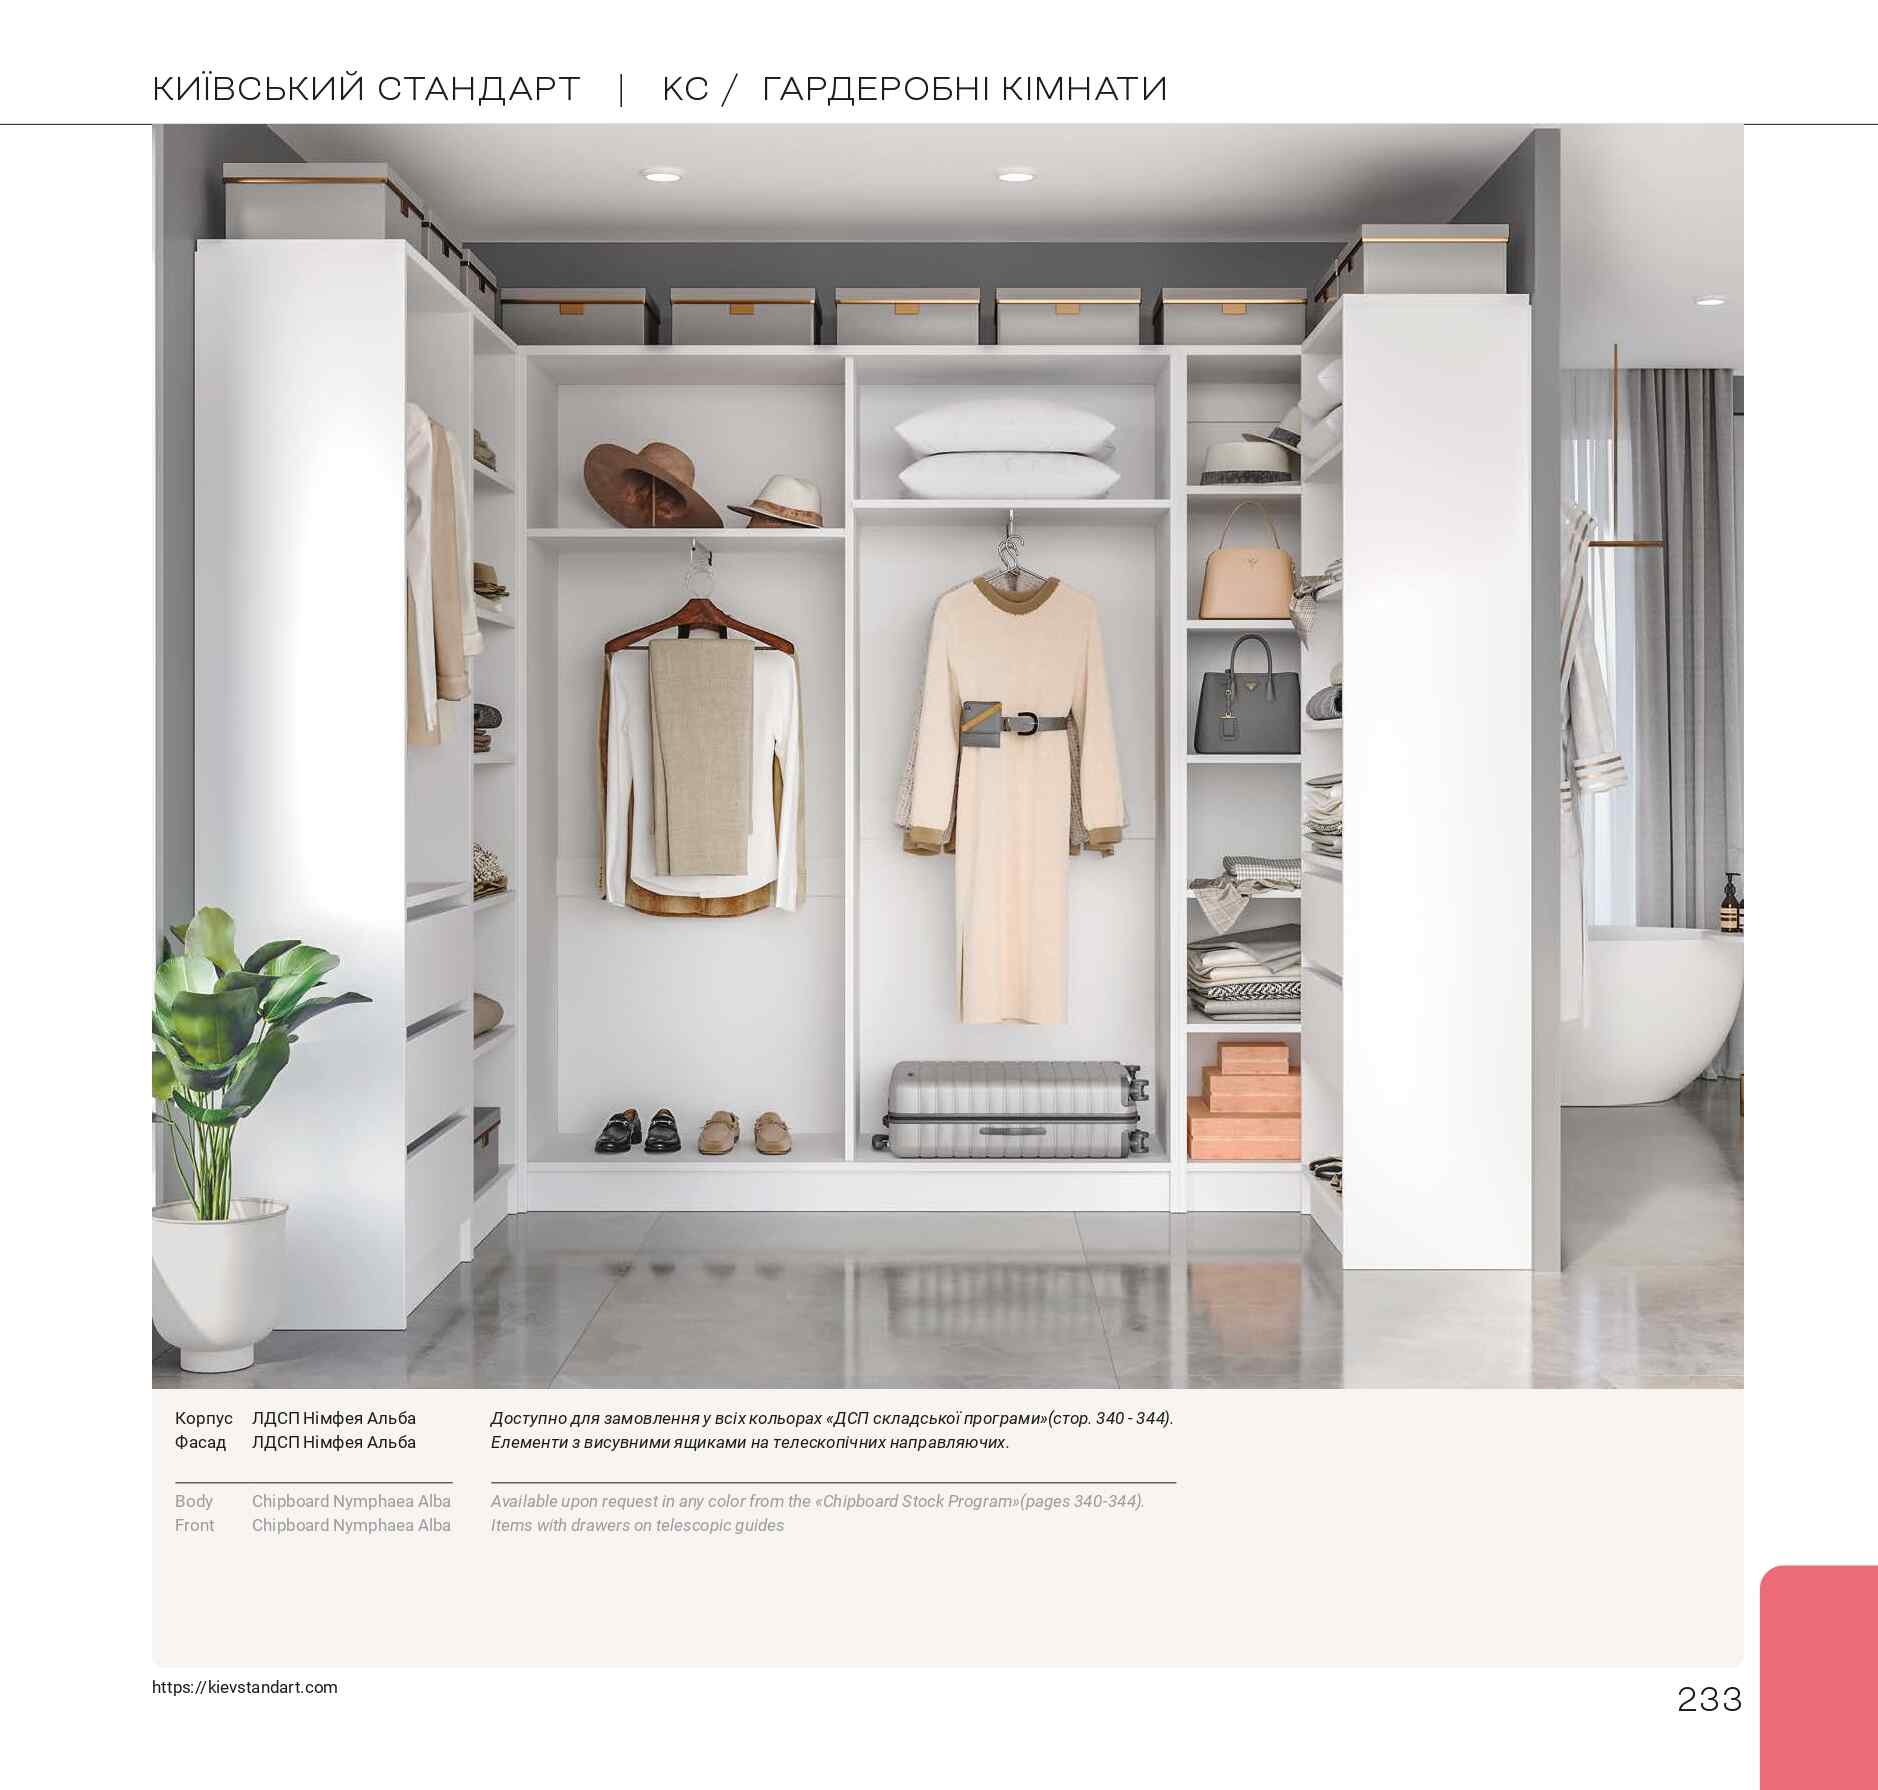 КИЇВСЬКИЙ СТАНДАРТ | КС / ГАРДЕРОБНІ КІМНАТИ
Корпус ЛДСП Німфея Альба
Фасад ЛДСП Німфея Альба
Доступно для замовлення у всіх кольорах «ДСП складської програми»(стор. 340 - 344).
Елементи з висувними ящиками на телескопічних направляючих.
Body Chipboard Nymphaea Alba
Front Chipboard Nymphaea Alba
Available upon request in any color from the «Chipboard Stock Program»(pages 340-344).
Items with drawers on telescopic guides
https://kievstandart.com
233